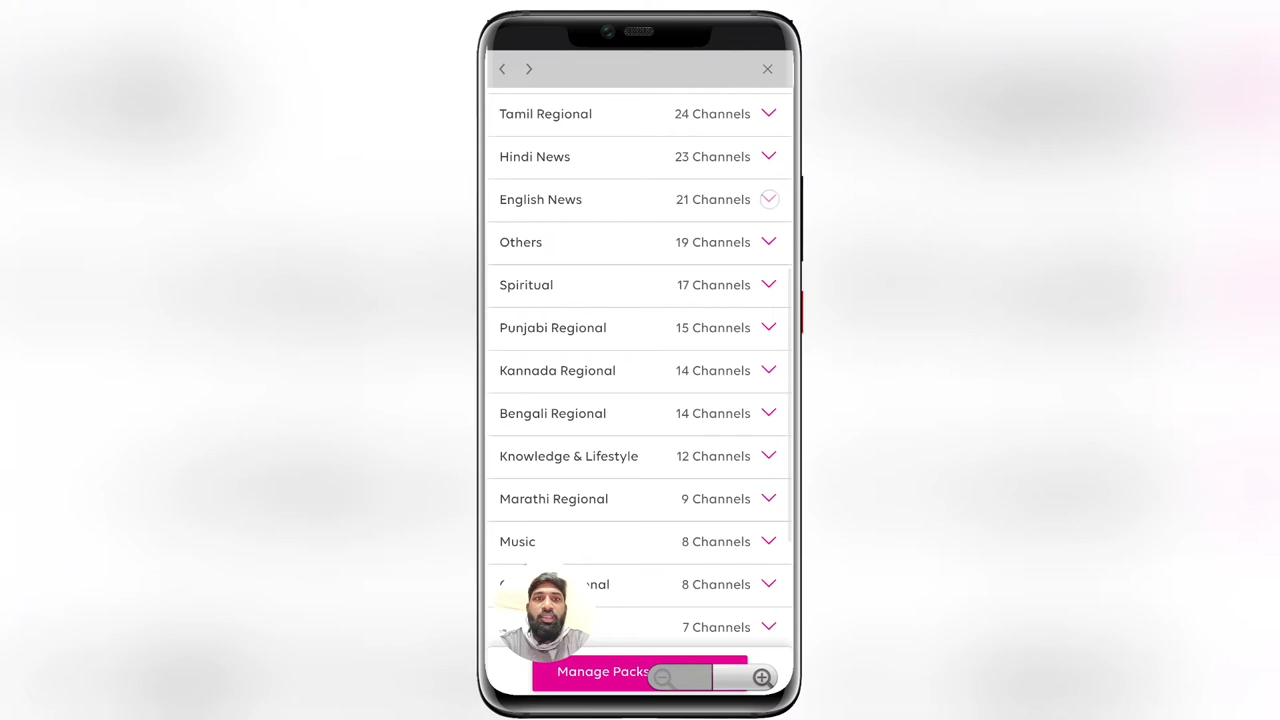 Tamil Regional 24 Channels
Hindi News 23 Channels
English News 21 Channels
Others 19 Channels
Spiritual 17 Channels
Punjabi Regional 15 Channels
Kannada Regional 14 Channels
Bengali Regional 14 Channels
Knowledge & Lifestyle 12 Channels
Marathi Regional 9 Channels
Music 8 Channels
8 Channels
7 Channels
Manage Packs